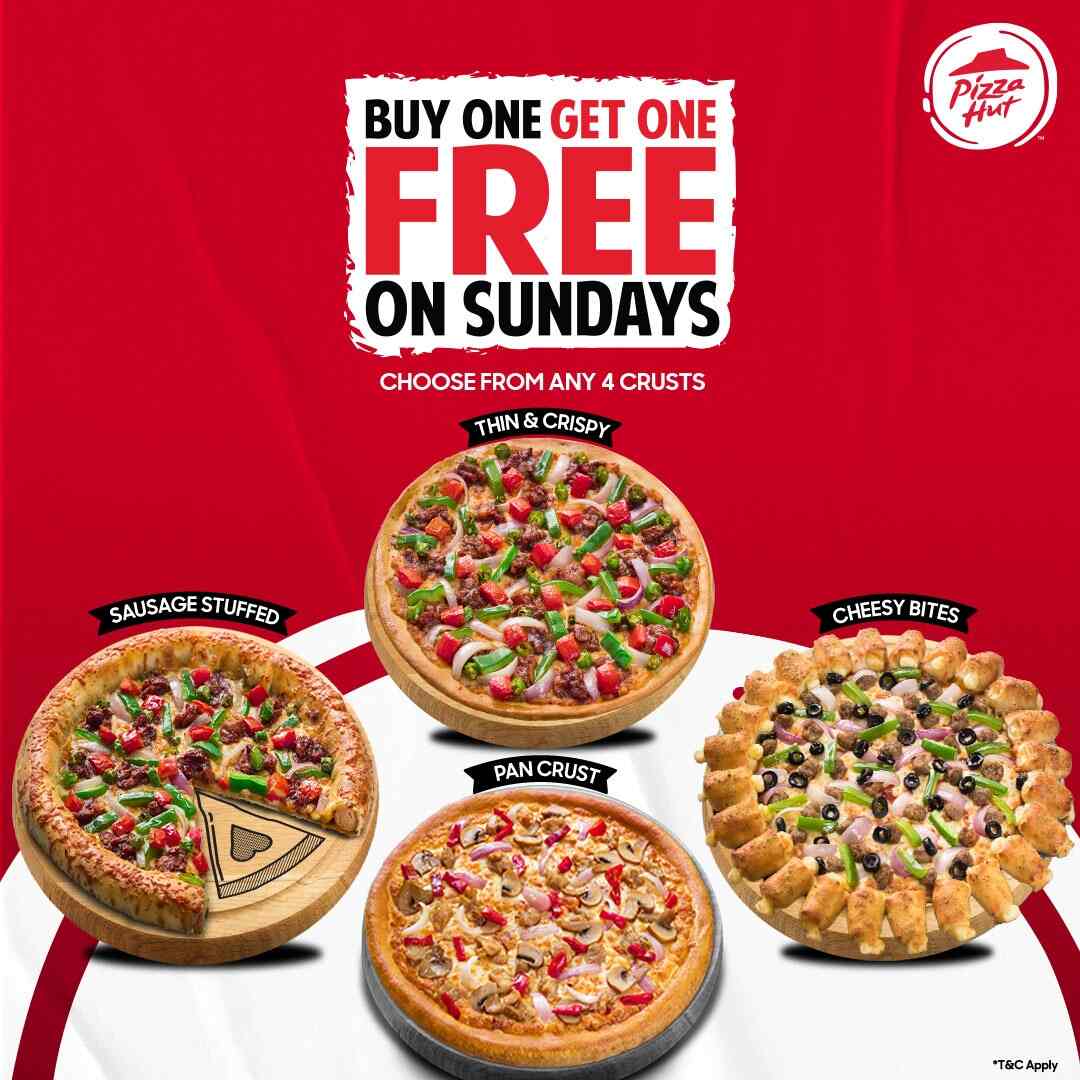 Pizza
Hut
TM
BUY ONE GET ONE
FREE
ON SUNDAYS
CHOOSE FROM ANY 4 CRUSTS
THIN & CRISPY
SAUSAGE STUFFED
CHEESY BITES
PAN CRUST
*T&C Apply